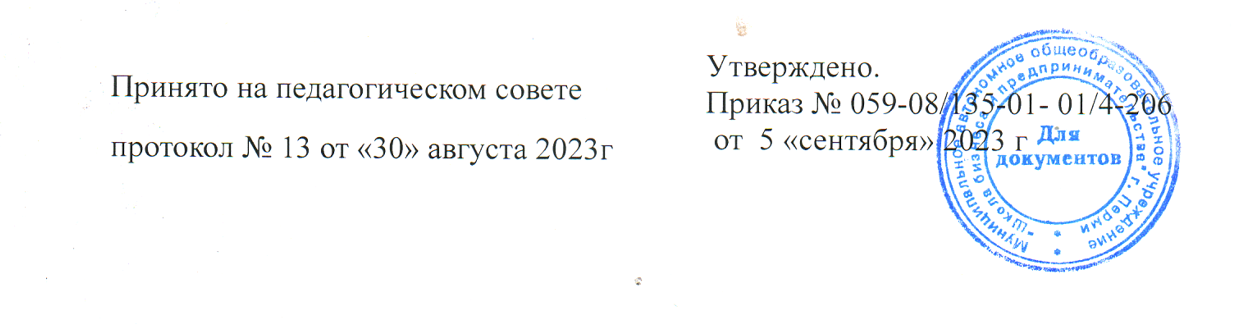 Принято на педагогическом совете
протокол № 13 от «30» августа 2023г
Утверждено.
Приказ № 059-08/135-01- 01/4-206
от 5 «сентября» 2023 г
Муниципальное автономное общеобразовательное учреждение
"Школа бизнеса и предпринимательства" г. Перми
Для
документов